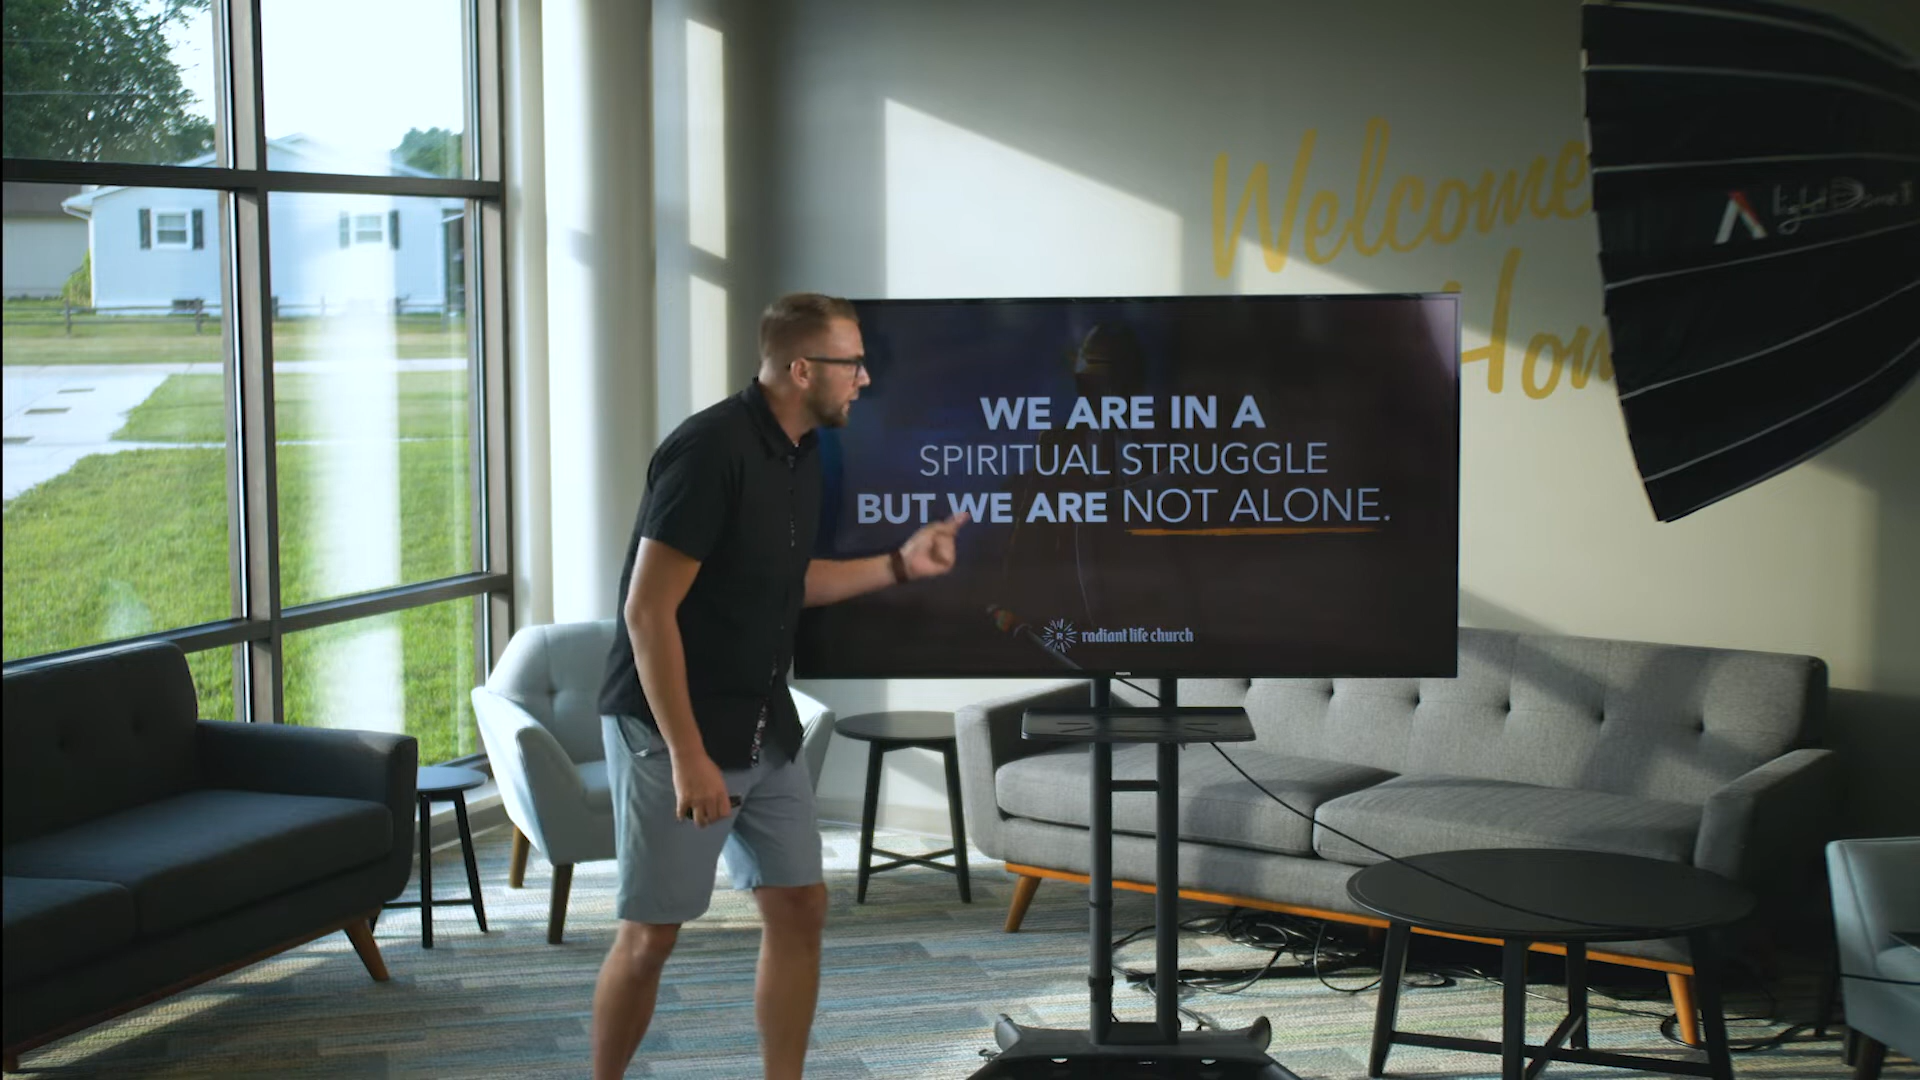 Welcome
WE ARE IN A
SPIRITUAL STRUGGLE
BUT WE ARE NOT ALONE.
radiant life church